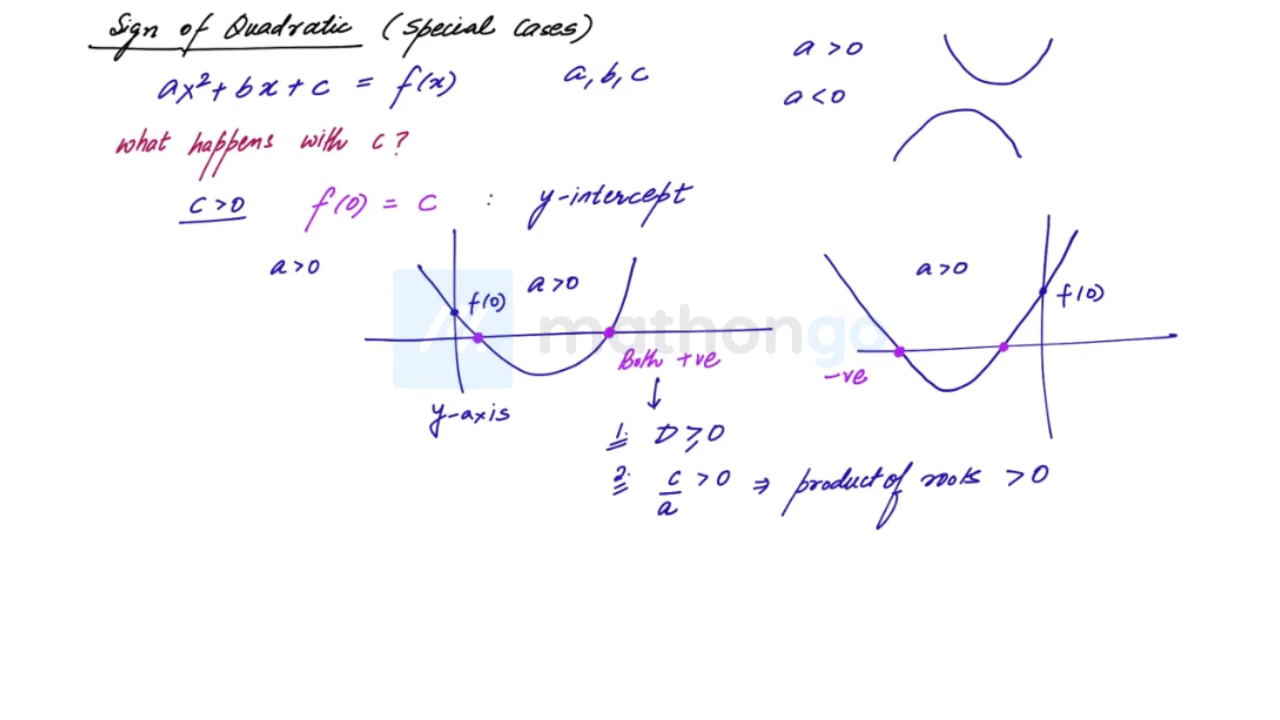 Sign of Quadratic (Special Cases)
ax²+bx+c = f(x) a, b, c
a>0
a<0
what happens with c?
c>0 f(0) = c : y-intercept
a>0
a>0
f(0)
a>0
f(0)
mathongo
Both +ve
-ve
y-axis
1. D≥0
2. c/a >0 ⇒ product of roots >0